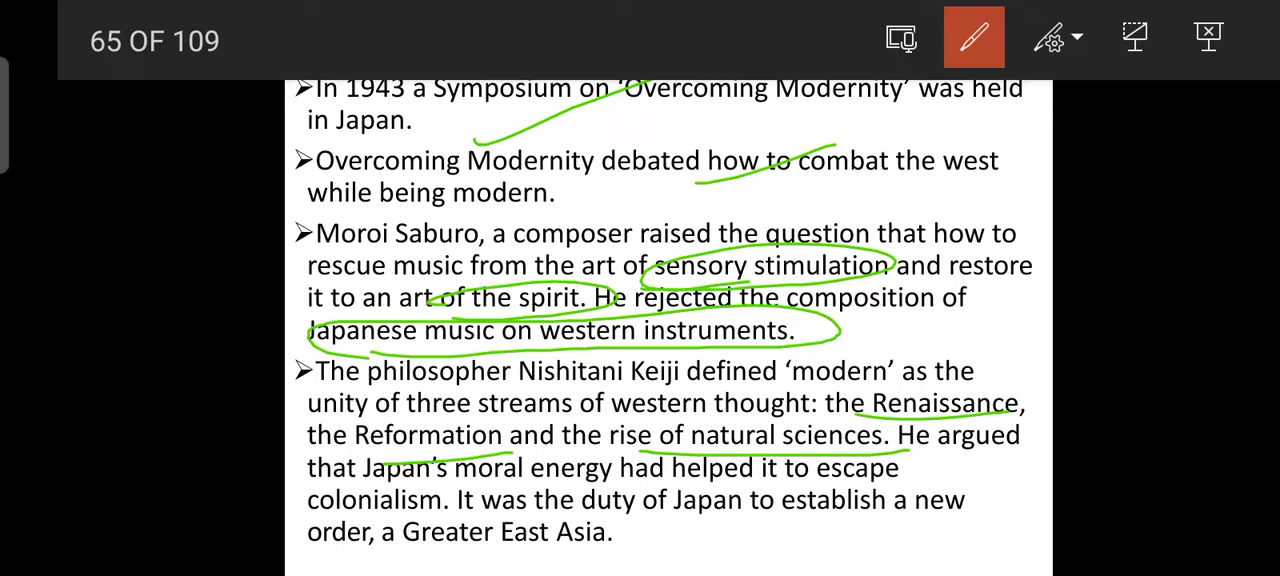 65 OF 109
➢In 1943 a Symposium on ‘Overcoming Modernity’ was held
in Japan.
➢Overcoming Modernity debated how to combat the west
while being modern.
➢Moroi Saburo, a composer raised the question that how to
rescue music from the art of sensory stimulation and restore
it to an art of the spirit. He rejected the composition of
Japanese music on western instruments.
➢The philosopher Nishitani Keiji defined ‘modern’ as the
unity of three streams of western thought: the Renaissance,
the Reformation and the rise of natural sciences. He argued
that Japan’s moral energy had helped it to escape
colonialism. It was the duty of Japan to establish a new
order, a Greater East Asia.